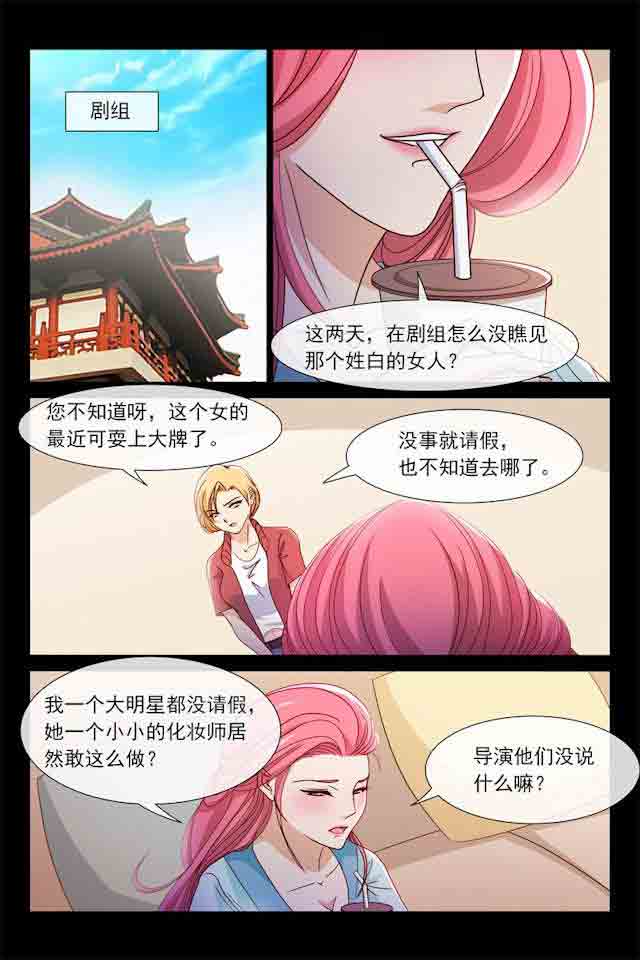 剧组
这两天，在剧组怎么没瞧见
那个姓白的女人？
您不知道呀，这个女的
最近可耍上大牌了。
没事就请假，
也不知道去哪了。
我一个大明星都没请假，
她一个小小的化妆师居
然敢这么做？
导演他们没说
什么嘛？